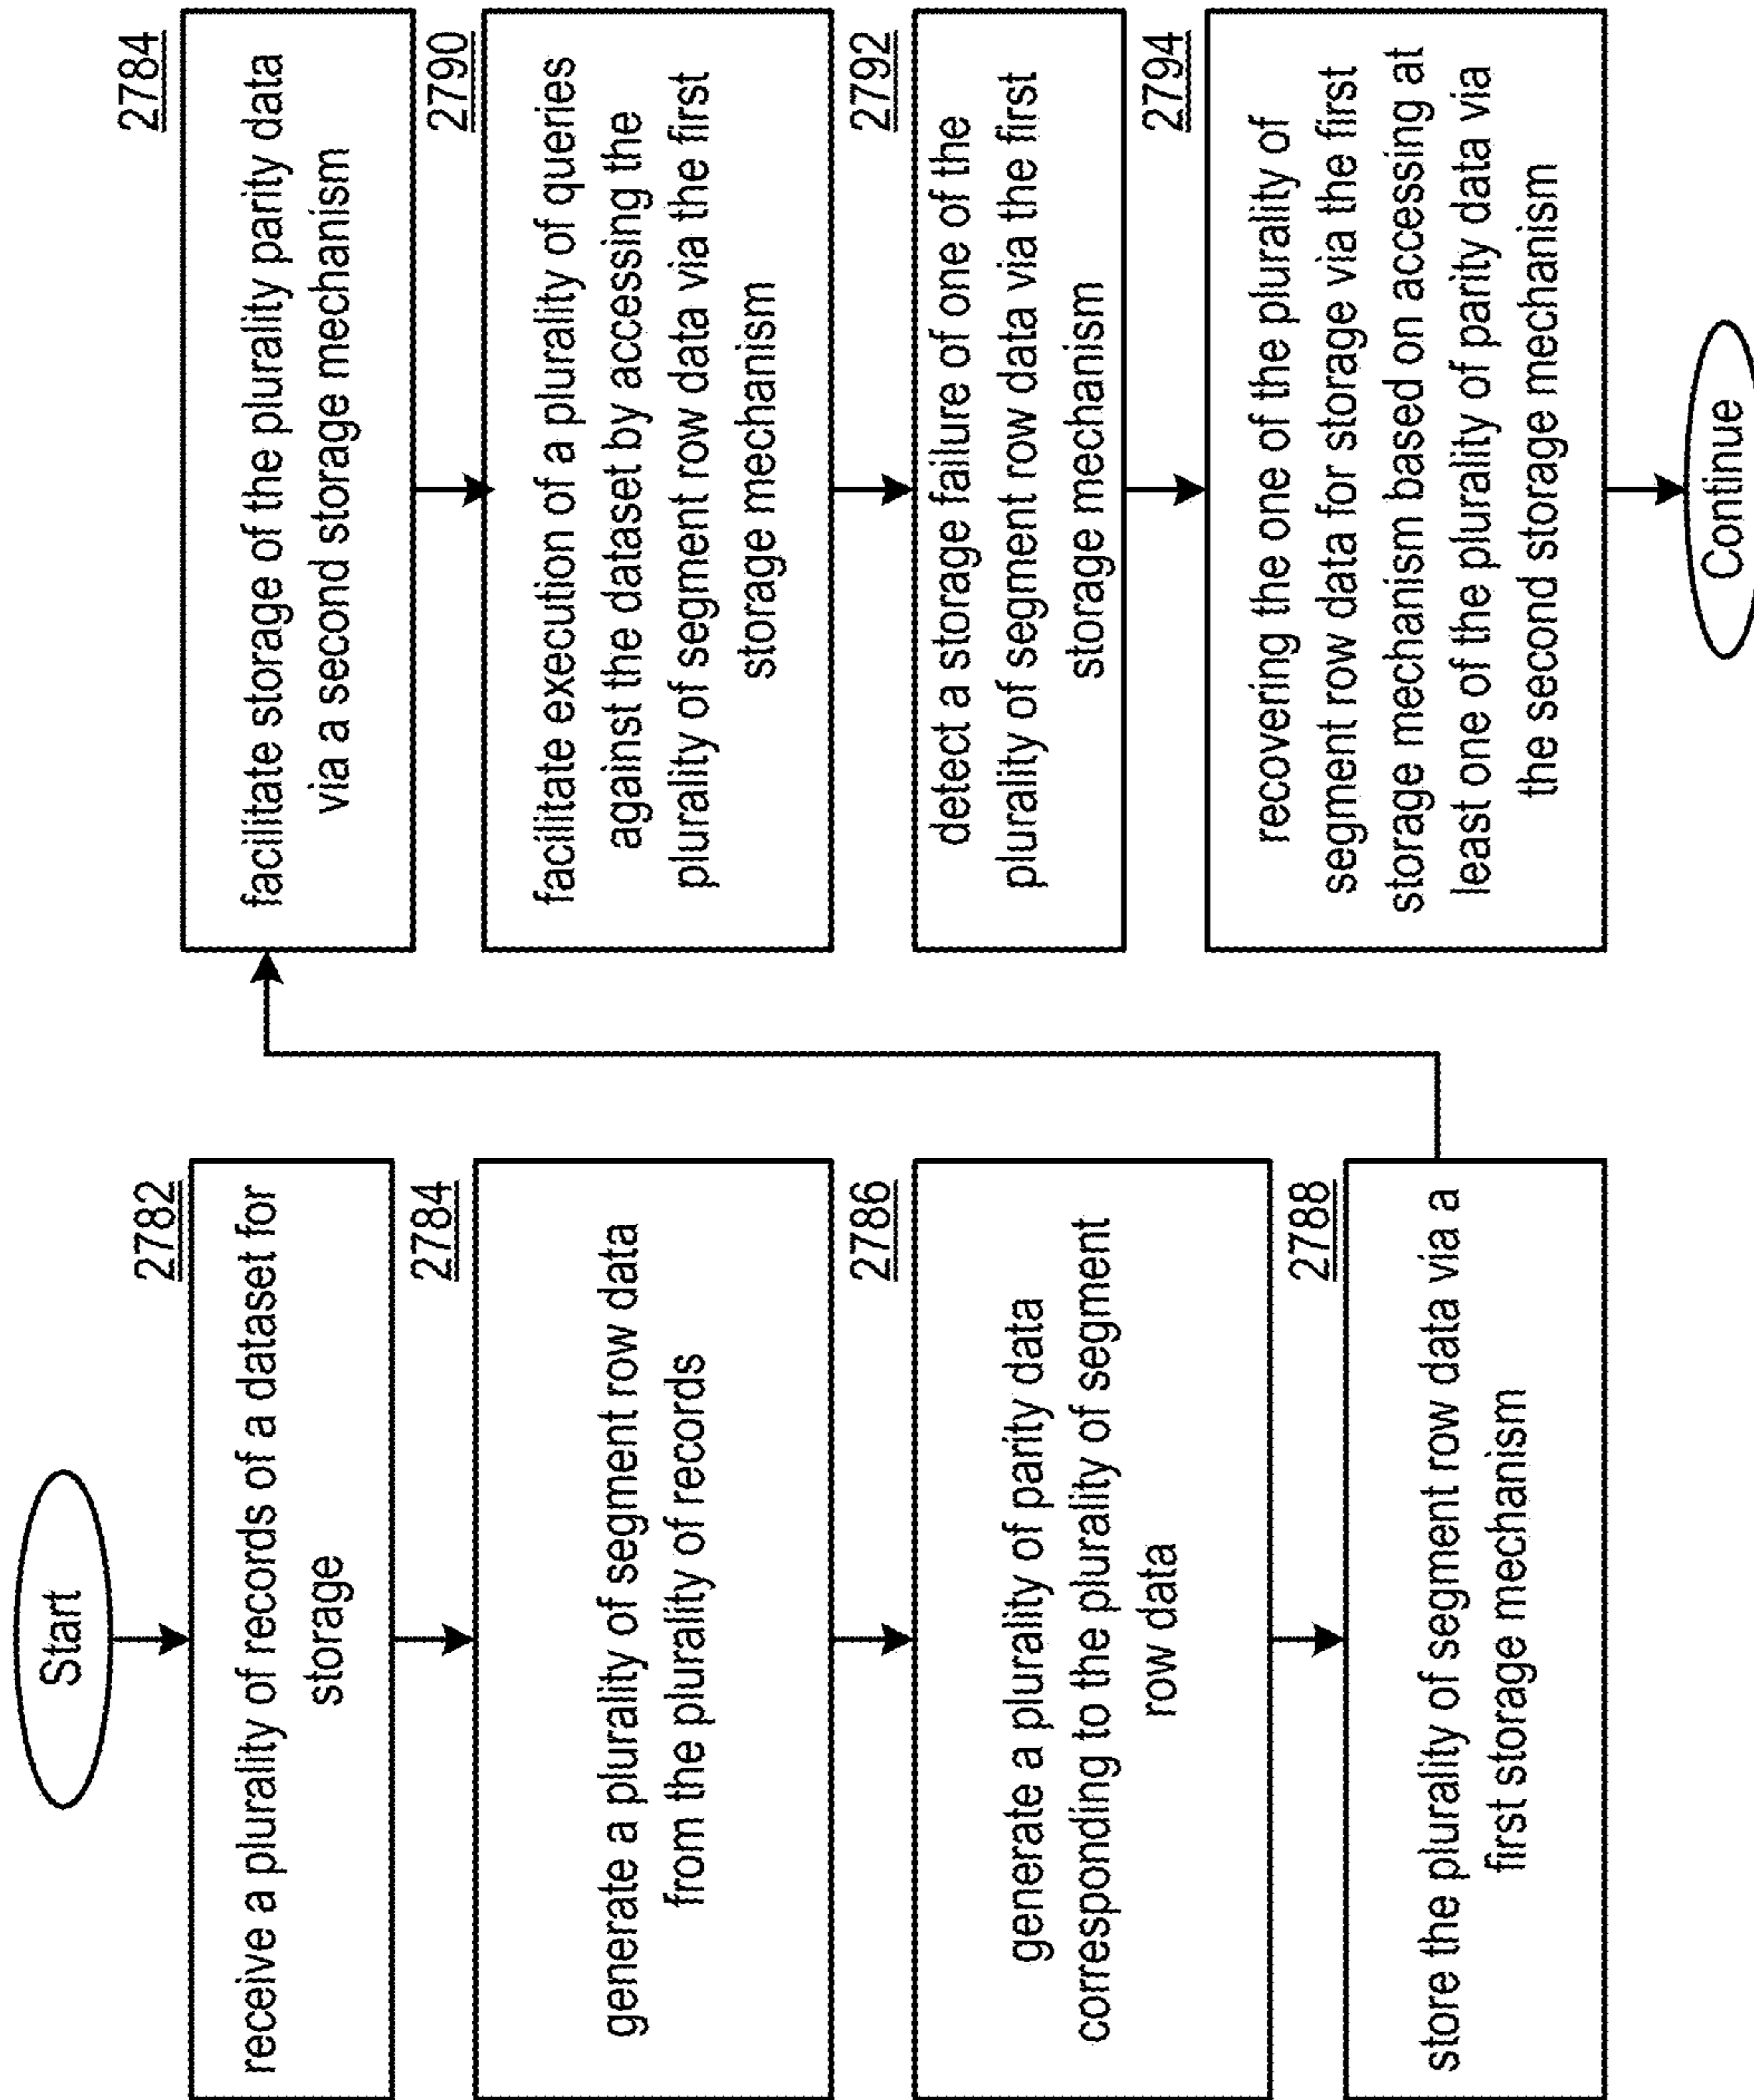 Start
2782
receive a plurality of records of a dataset for
storage
2784
generate a plurality of segment row data
from the plurality of records
2786
generate a plurality of parity data
corresponding to the plurality of segment
row data
2788
store the plurality of segment row data via a
first storage mechanism
2784
facilitate storage of the plurality parity data
via a second storage mechanism
2790
facilitate execution of a plurality of queries
against the dataset by accessing the
plurality of segment row data via the first
storage mechanism
2792
detect a storage failure of one of the
plurality of segment row data via the first
storage mechanism
2794
recovering the one of the plurality of
segment row data for storage via the first
storage mechanism based on accessing at
least one of the plurality of parity data via
the second storage mechanism
Continue